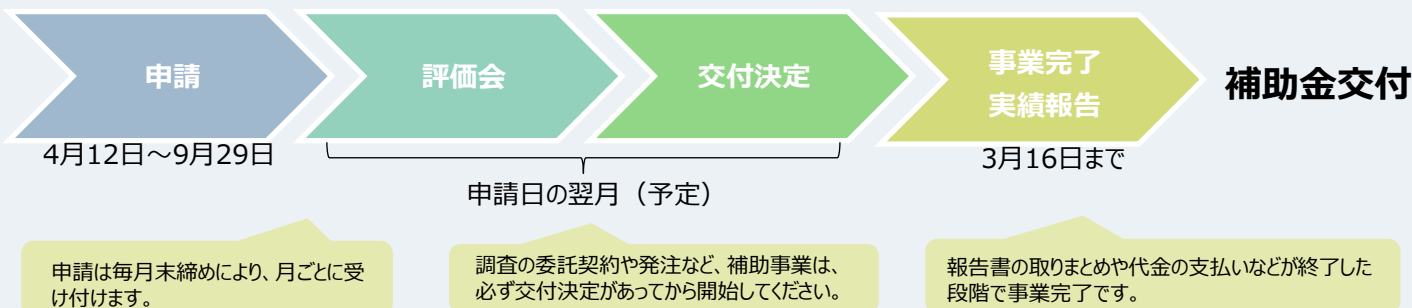 申請
評価会
交付決定
事業完了
実績報告
補助金交付
4月12日～9月29日
申請日の翌月（予定）
3月16日まで
申請は毎月末締めにより、月ごとに受
け付けます。
調査の委託契約や発注など、補助事業は、
必ず交付決定があってから開始してください。
報告書の取りまとめや代金の支払いなどが終了した
段階で事業完了です。